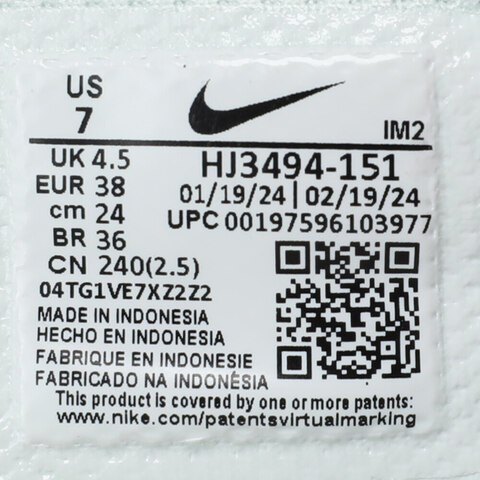 US
7
IM2
UK 4.5
EUR 38
cm 24
BR 36
CN 240(2.5)
HJ3494-151
01/19/24 | 02/19/24
UPC 00197596103977
04TG1VE7XZ2Z2
MADE IN INDONESIA
HECHO EN INDONESIA
FABRIQUE EN INDONESIE
FABRICADO NA INDONÉSIA
This product is covered by one or more patents:
www.nike.com/patentsvirtualmarking